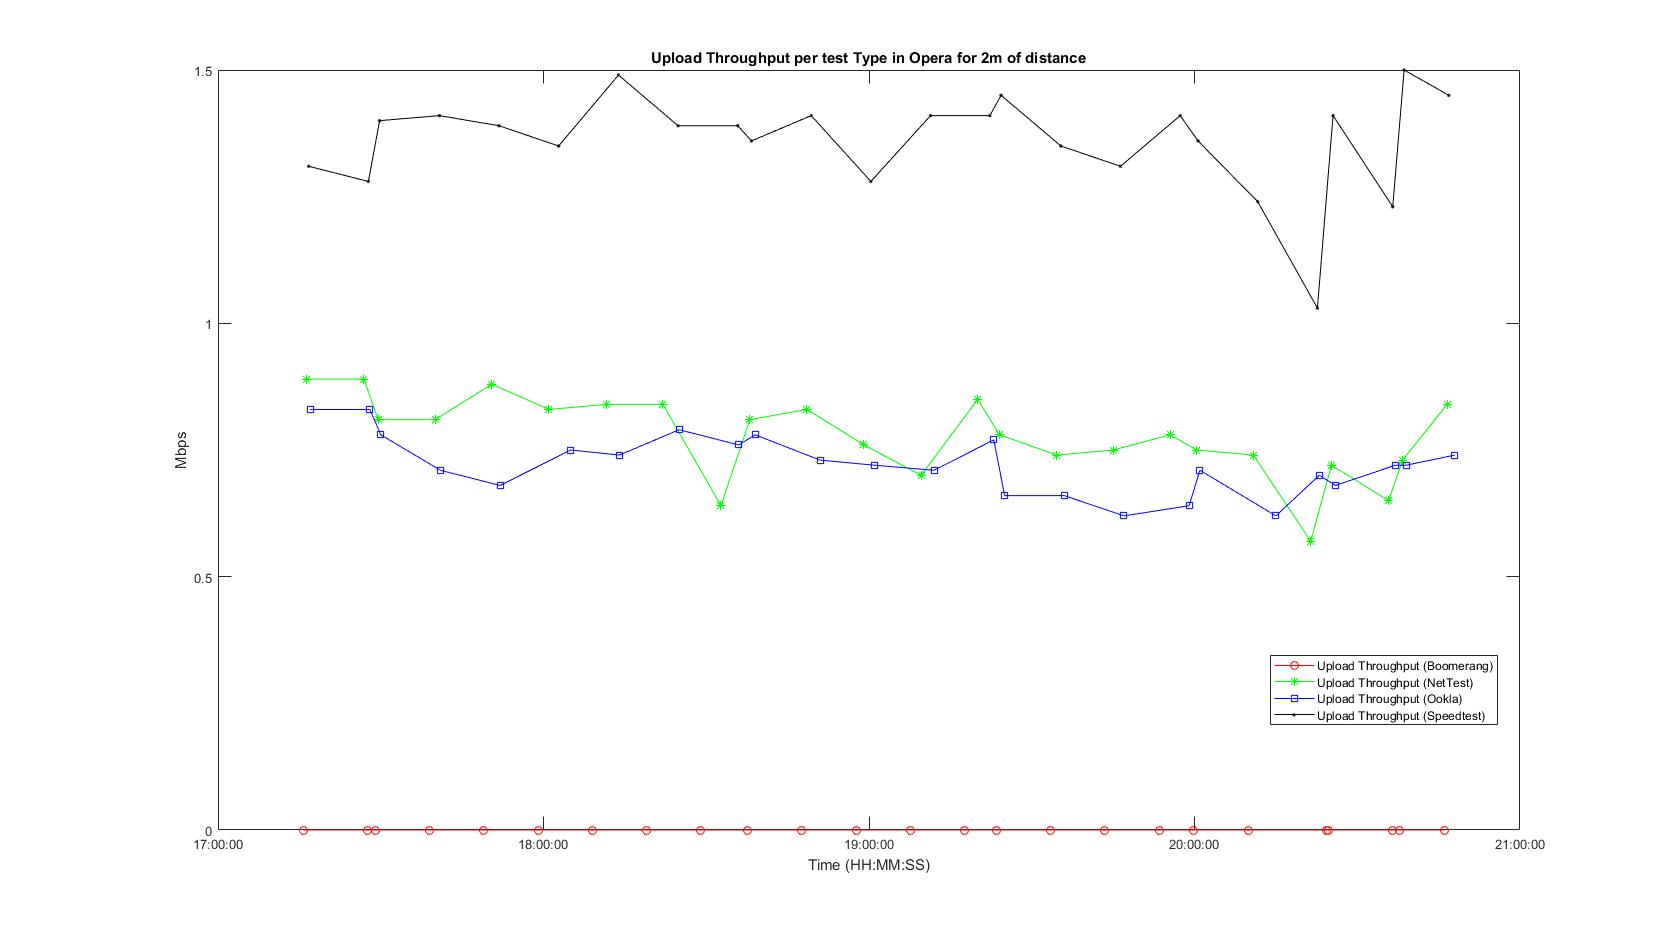 Upload Throughput per test Type in Opera for 2m of distance
1.5
1
0.5
0
Mbps
17:00:00 18:00:00 19:00:00 20:00:00 21:00:00
Time (HH:MM:SS)
Upload Throughput (Boomerang)
Upload Throughput (NetTest)
Upload Throughput (Ookla)
Upload Throughput (Speedtest)